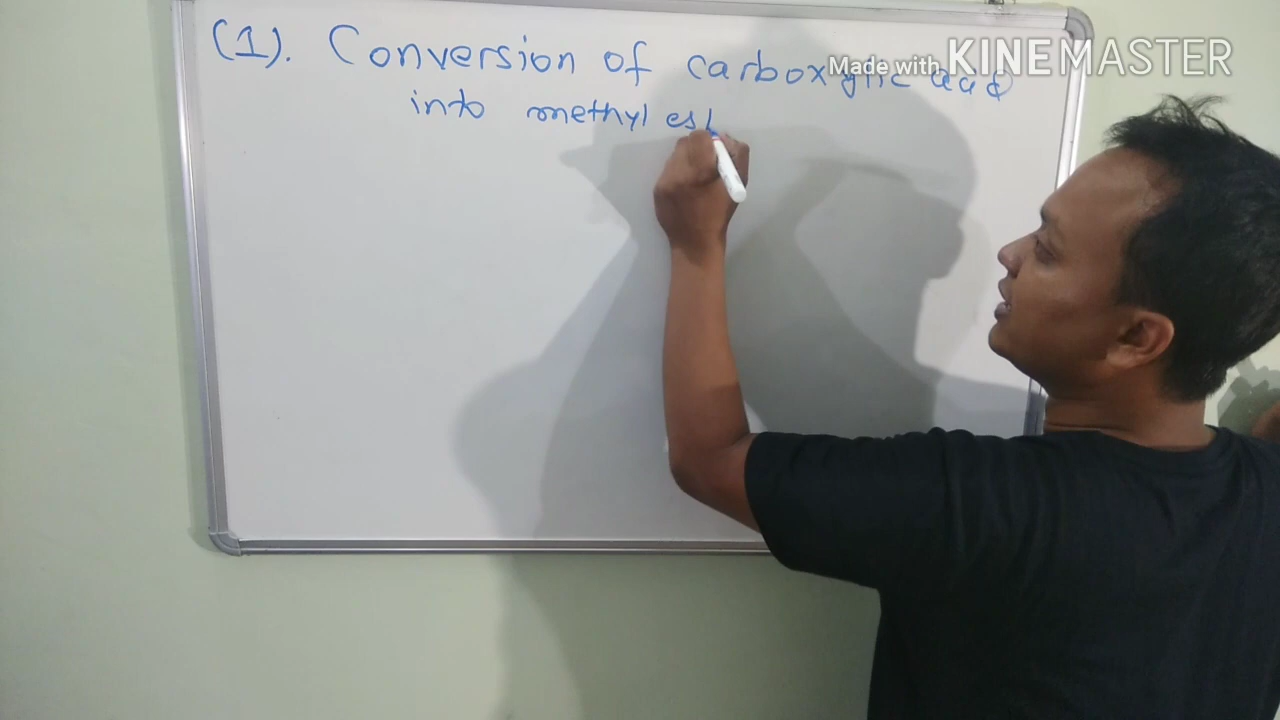 (1). Conversion of carboxylic acid
Made with KINEMASTER
into methyl est